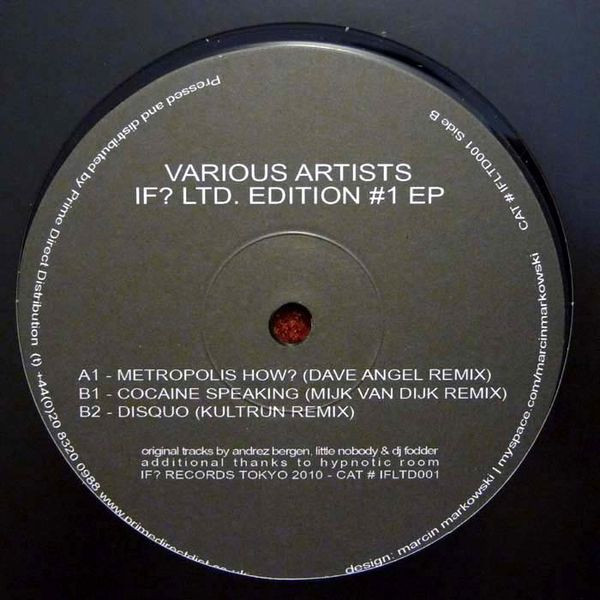 VARIOUS ARTISTS
IF? LTD. EDITION #1 EP
A1 - METROPOLIS HOW? (DAVE ANGEL REMIX)
B1 - COCAINE SPEAKING (MIJK VAN DIJK REMIX)
B2 - DISQUO (KULTRUN REMIX)
original tracks by andrez bergen, little nobody & dj fodder
additional thanks to hypnotic room
IF? RECORDS TOKYO 2010 - CAT # IFLTD001
Pressed and distributed by Prime Direct Distribution (t) +44(0)20 8320 0988 www.primedirectdist.co.uk
CAT # IFLTD001 Side B
design: marcin markowski | myspace.com/marcinmarkowski